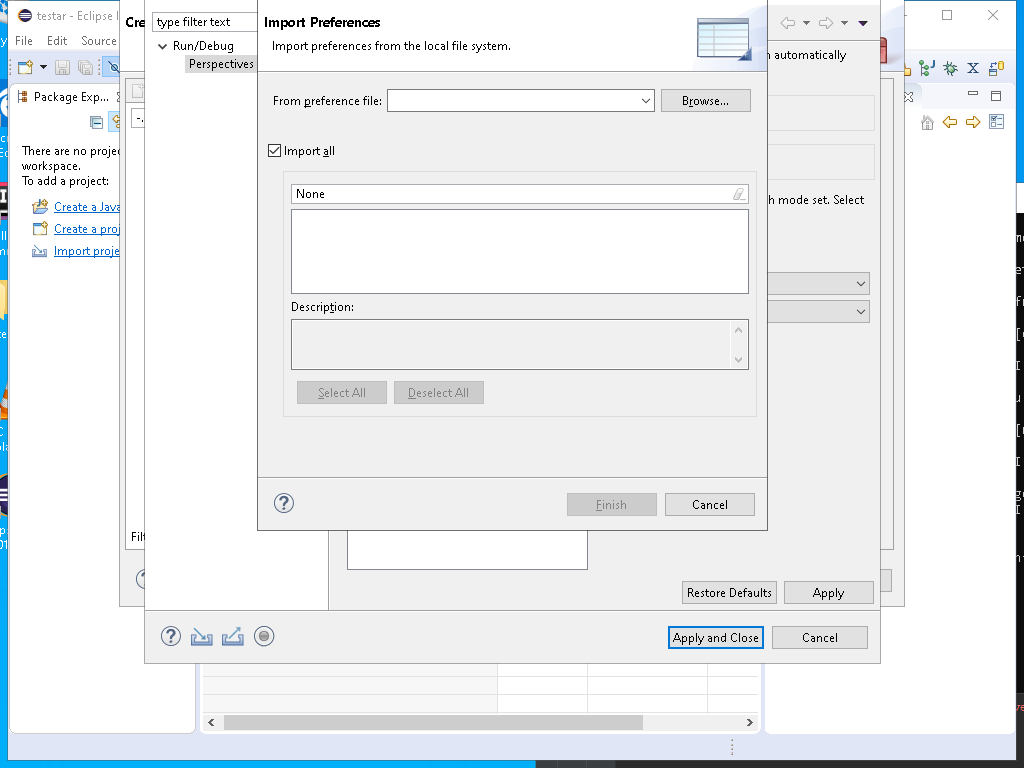 testar - Eclipse I
File Edit Source
Package Exp...
There are no proje
workspace.
To add a project:
Create a Java
Create a proj
Import proje
Cre
type filter text
Run/Debug
Perspectives
Import Preferences
Import preferences from the local file system.
From preference file:
Browse...
Import all
None
Description:
Select All
Deselect All
Finish
Cancel
automatically
h mode set. Select
Filt
Restore Defaults
Apply
Apply and Close
Cancel